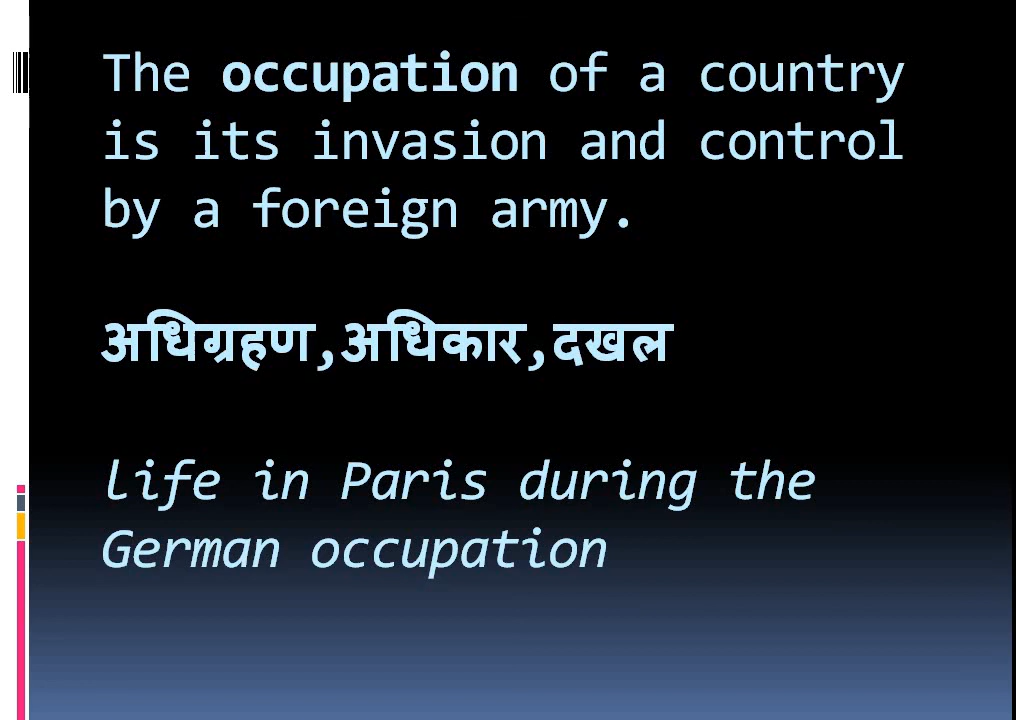 The occupation of a country
is its invasion and control
by a foreign army.
अधिग्रहण,अधिकार,दखल
life in Paris during the
German occupation